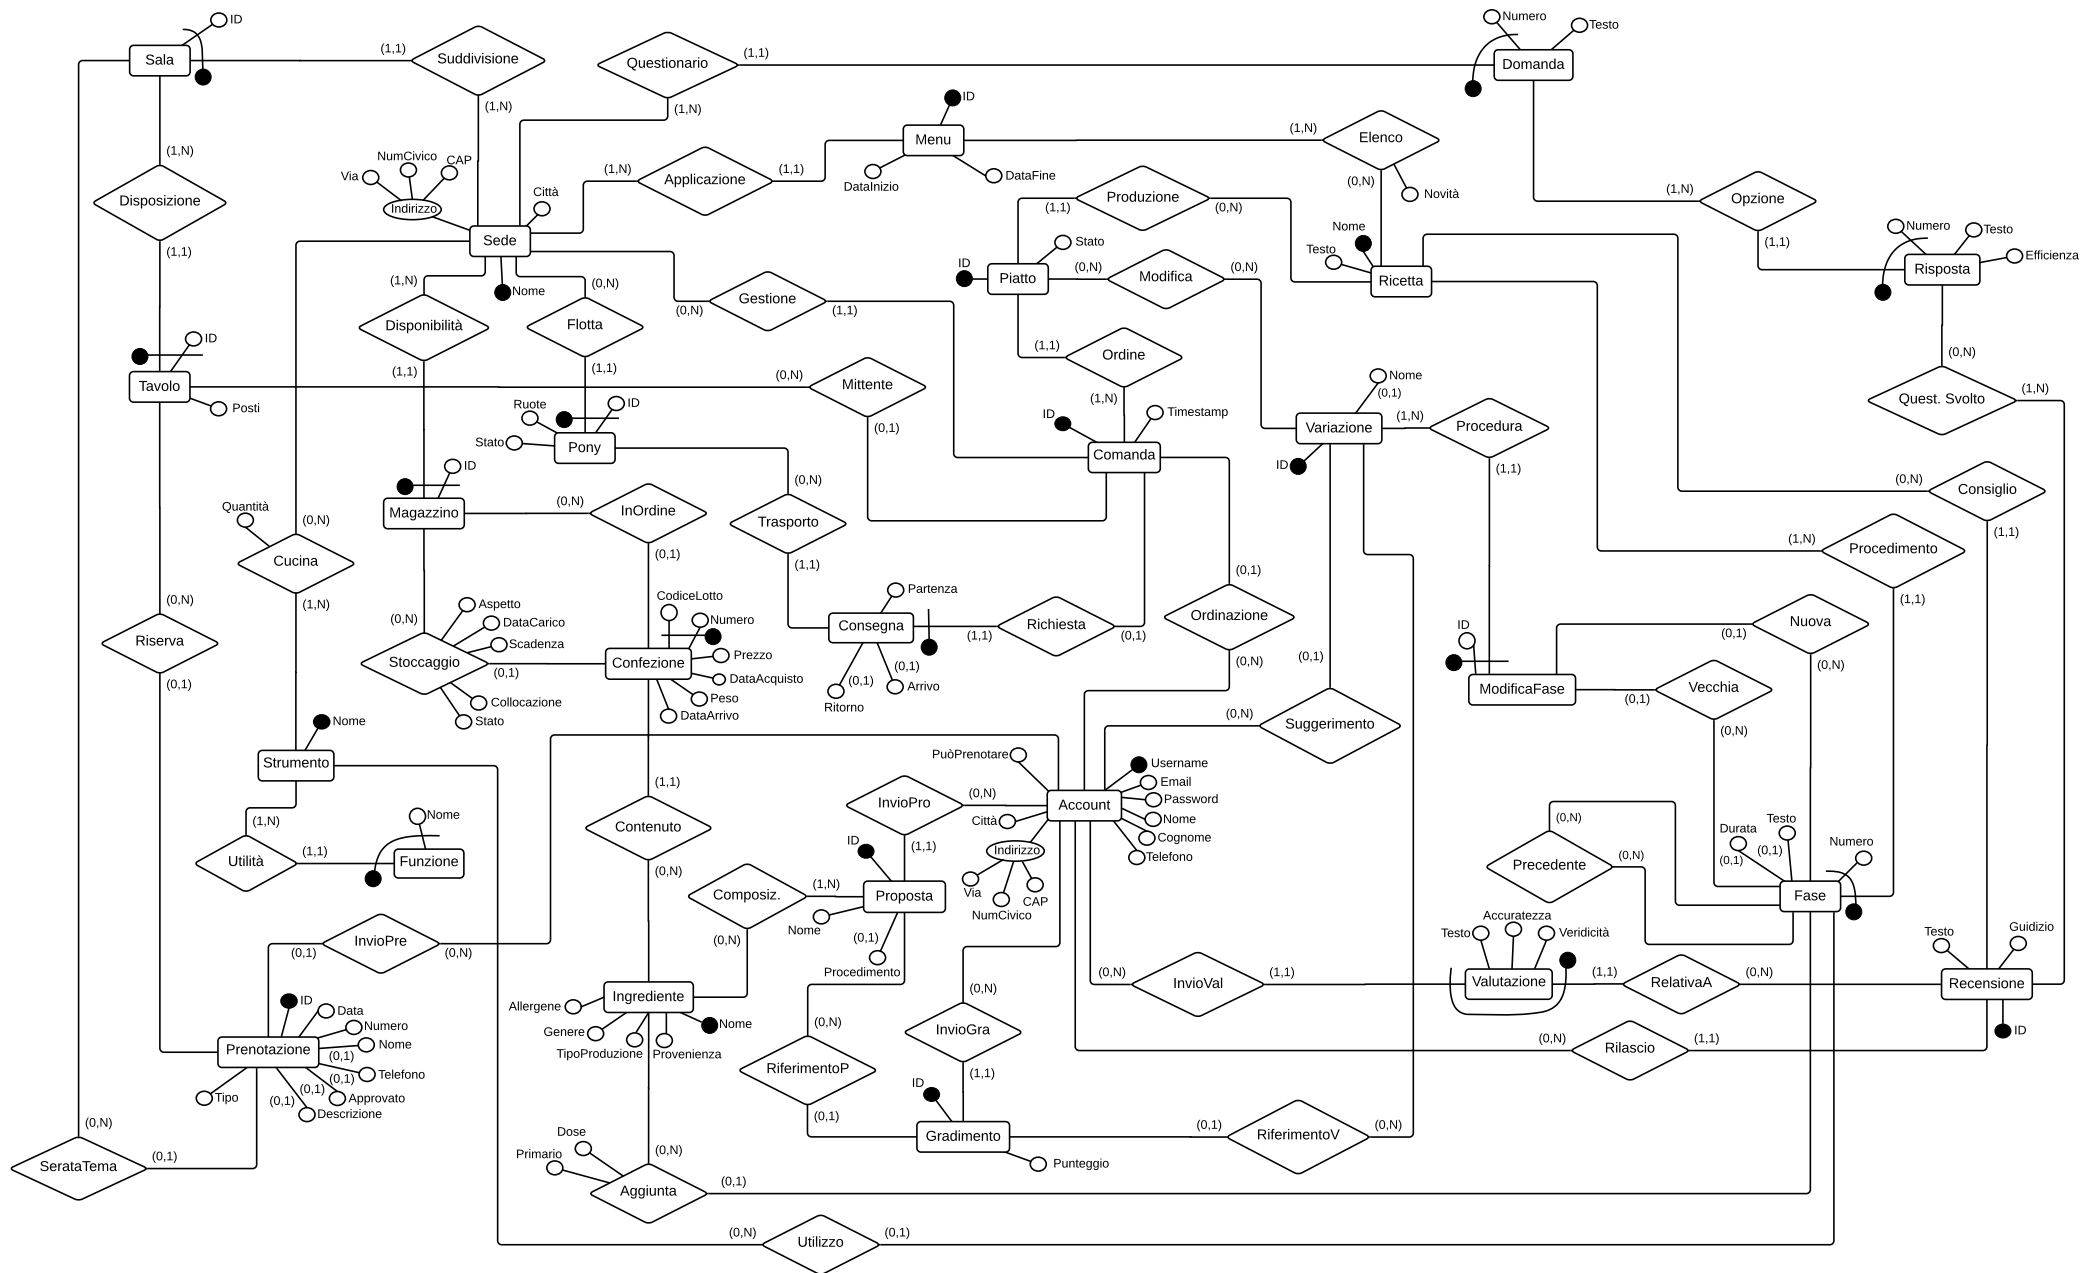 ID
Numero
Testo
Sala
(1,1)
Suddivisione
Questionario
(1,1)
Domanda
(1,N)
(1,N)
ID
Menu
(1,N)
Elenco
(1,N)
NumCivico
CAP
Via
Indirizzo
Città
(1,N)
Applicazione
(1,1)
DataInizio
DataFine
(0,N)
Novità
Disposizione
Produzione
(1,1)
(0,N)
(1,N)
Opzione
(1,1)
(1,1)
Sede
Nome
Stato
ID
Piatto
(0,N)
Modifica
(0,N)
Nome
Testo
Ricetta
Numero
Testo
Efficienza
Risposta
(1,N)
(0,N)
Disponibilità
Flotta
(0,N)
Gestione
(1,1)
(1,1)
Ordine
(0,N)
ID
(1,1)
(1,1)
Tavolo
Posti
(0,N)
Mittente
(0,1)
(1,N)
Nome
(0,1)
Quest. Svolto
(1,N)
Ruote
ID
Stato
Pony
ID
Timestamp
Comanda
Variazione
ID
(1,N)
Procedura
(1,1)
ID
Magazzino
(0,N)
InOrdine
(0,1)
(0,N)
Trasporto
(1,1)
(0,N)
Consiglio
(1,1)
Quantità
(0,N)
Cucina
(1,N)
(1,N)
Procedimento
(1,1)
(0,1)
Ordinazione
(0,N)
(0,N)
Riserva
(0,1)
(0,N)
Stoccaggio
(0,1)
Aspetto
DataCarico
Scadenza
Collocazione
Stato
CodiceLotto
Numero
Confezione
Prezzo
DataAcquisto
Peso
DataArrivo
Partenza
Consegna
(0,1)
Ritorno
(0,1)
Arrivo
(1,1)
Richiesta
(0,1)
(0,1)
Suggerimento
(0,N)
ID
ModificaFase
(0,1)
Nuova
(0,N)
(0,1)
Vecchia
(0,N)
Nome
Strumento
(1,N)
Utilità
(1,1)
Nome
Funzione
(1,1)
Contenuto
(0,N)
InvioPro
(0,N)
(1,1)
PuòPrenotare
Account
Username
Email
Password
Nome
Cognome
Telefono
Città
Indirizzo
Via
NumCivico
CAP
ID
Proposta
Nome
(0,1)
Procedimento
Composiz.
(1,N)
(0,N)
(0,N)
Precedente
(0,N)
Durata
(0,1)
Testo
(0,1)
Numero
Fase
(0,1)
InvioPre
(0,N)
Allergene
Ingrediente
Genere
TipoProduzione
Provenienza
Nome
(0,N)
InvioVal
(1,1)
Testo
Accuratezza
Veridicità
Valutazione
(1,1)
RelativaA
(0,N)
Testo
Guidizio
Recensione
ID
ID
Data
Numero
Nome
Prenotazione
(0,1)
Telefono
(0,1)
Approvato
(0,1)
Descrizione
(0,1)
Tipo
(0,N)
RiferimentoP
(0,1)
(0,N)
InvioGra
(1,1)
(0,N)
Rilascio
(1,1)
ID
Gradimento
Punteggio
(0,1)
RiferimentoV
(0,N)
(0,N)
SerataTema
(0,1)
Dose
Primario
(0,N)
Aggiunta
(0,1)
(0,N)
Utilizzo
(0,1)